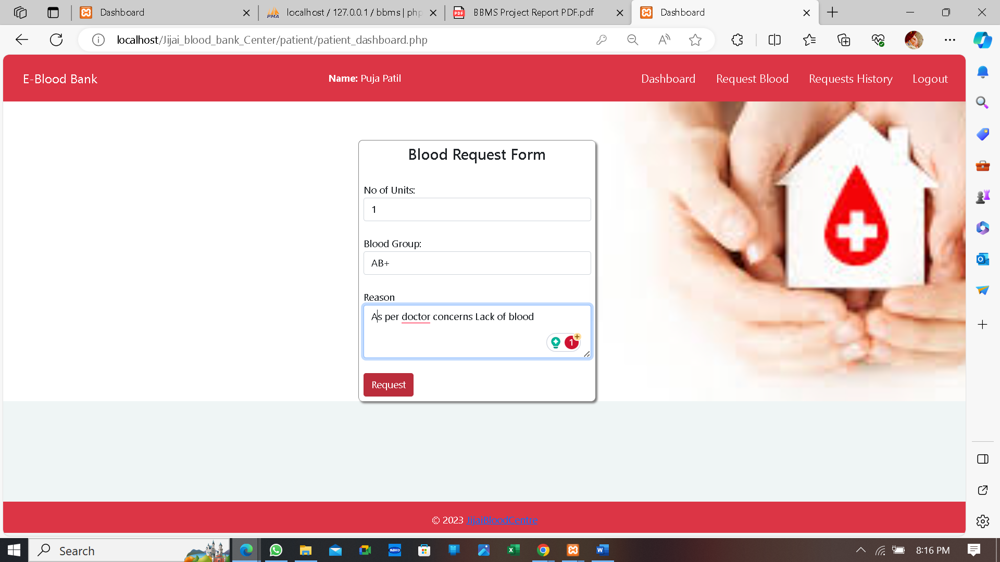 Dashboard
localhost / 127.0.0.1 / bbms | php
BBMS Project Report PDF.pdf
Dashboard
localhost/Jijai_blood_bank_Center/patient/patient_dashboard.php
E-Blood Bank
Name: Puja Patil
Dashboard
Request Blood
Requests History
Logout
Blood Request Form
No of Units:
1
Blood Group:
AB+
Reason
As per doctor concerns Lack of blood
1
Request
© 2023 JijaiBloodCentre
Search
8:16 PM